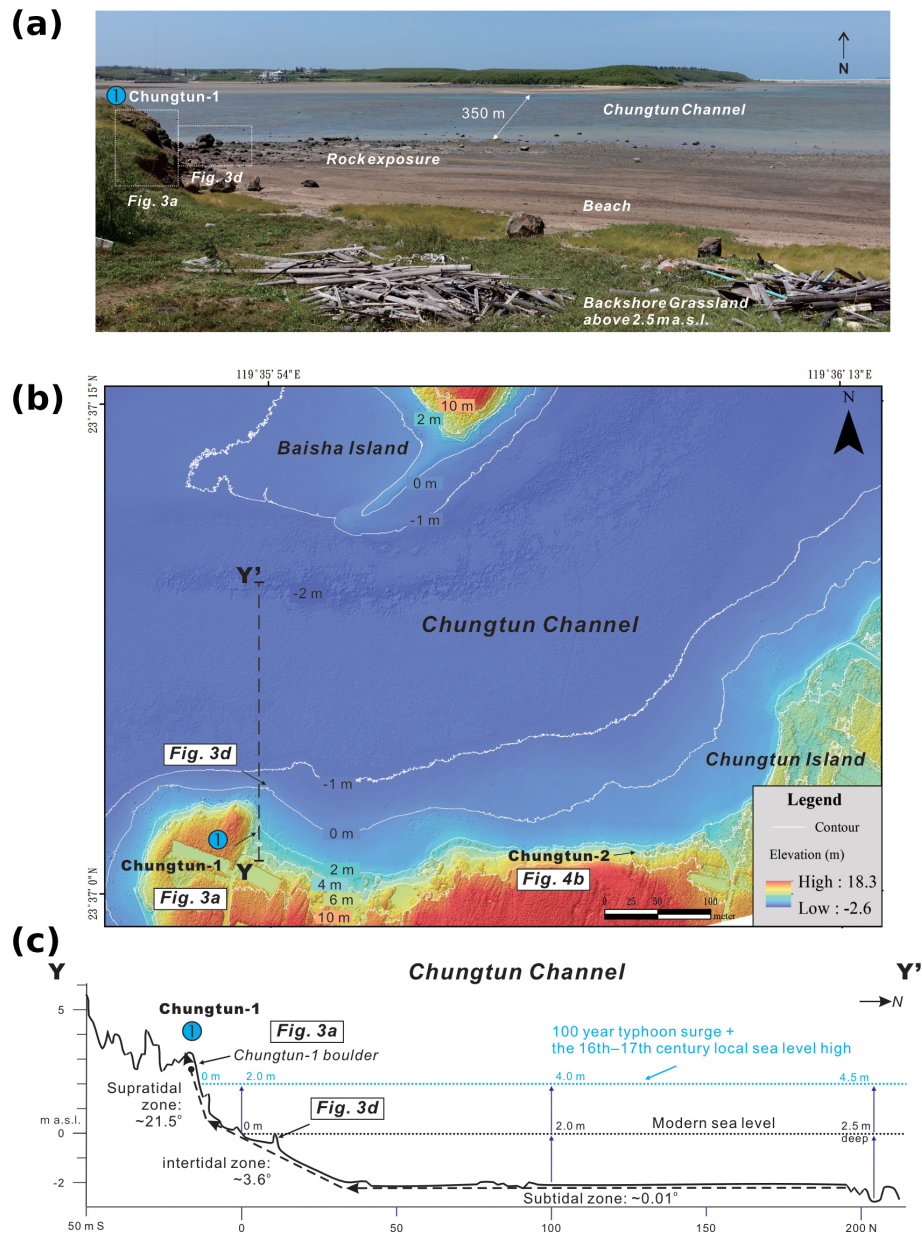 (a)
N
1 Chungtun-1
350 m
Chungtun Channel
Rock exposure
Fig. 3d
Fig. 3a
Beach
Backshore Grassland
above 2.5 m a.s.l.
(b)
119°35'54"E
119°36'13"E
23°37'15"N
N
10 m
2 m
Baisha Island
0 m
-1 m
Y'
-2 m
Chungtun Channel
Fig. 3d
Chungtun Island
-1 m
Legend
Contour
0 m
1
Chungtun-1
Chungtun-2
Elevation (m)
Y
2 m
High : 18.3
Fig. 3a
4 m
Fig. 4b
6 m
Low : -2.6
10 m
0 25 50 100
meter
23°37'0"N
(c)
Y
Chungtun Channel
Y'
N
Chungtun-1
5
1
Fig. 3a
100 year typhoon surge +
the 16th–17th century local sea level high
Chungtun-1 boulder
0 m
2.0 m
4.0 m
4.5 m
Supratidal
zone:
~21.5°
Fig. 3d
m a.s.l.
0
0 m
2.0 m
Modern sea level
2.5 m
deep
intertidal zone:
~3.6°
-2
Subtidal zone: ~0.01°
50 m S
0
50
100
150
200 N